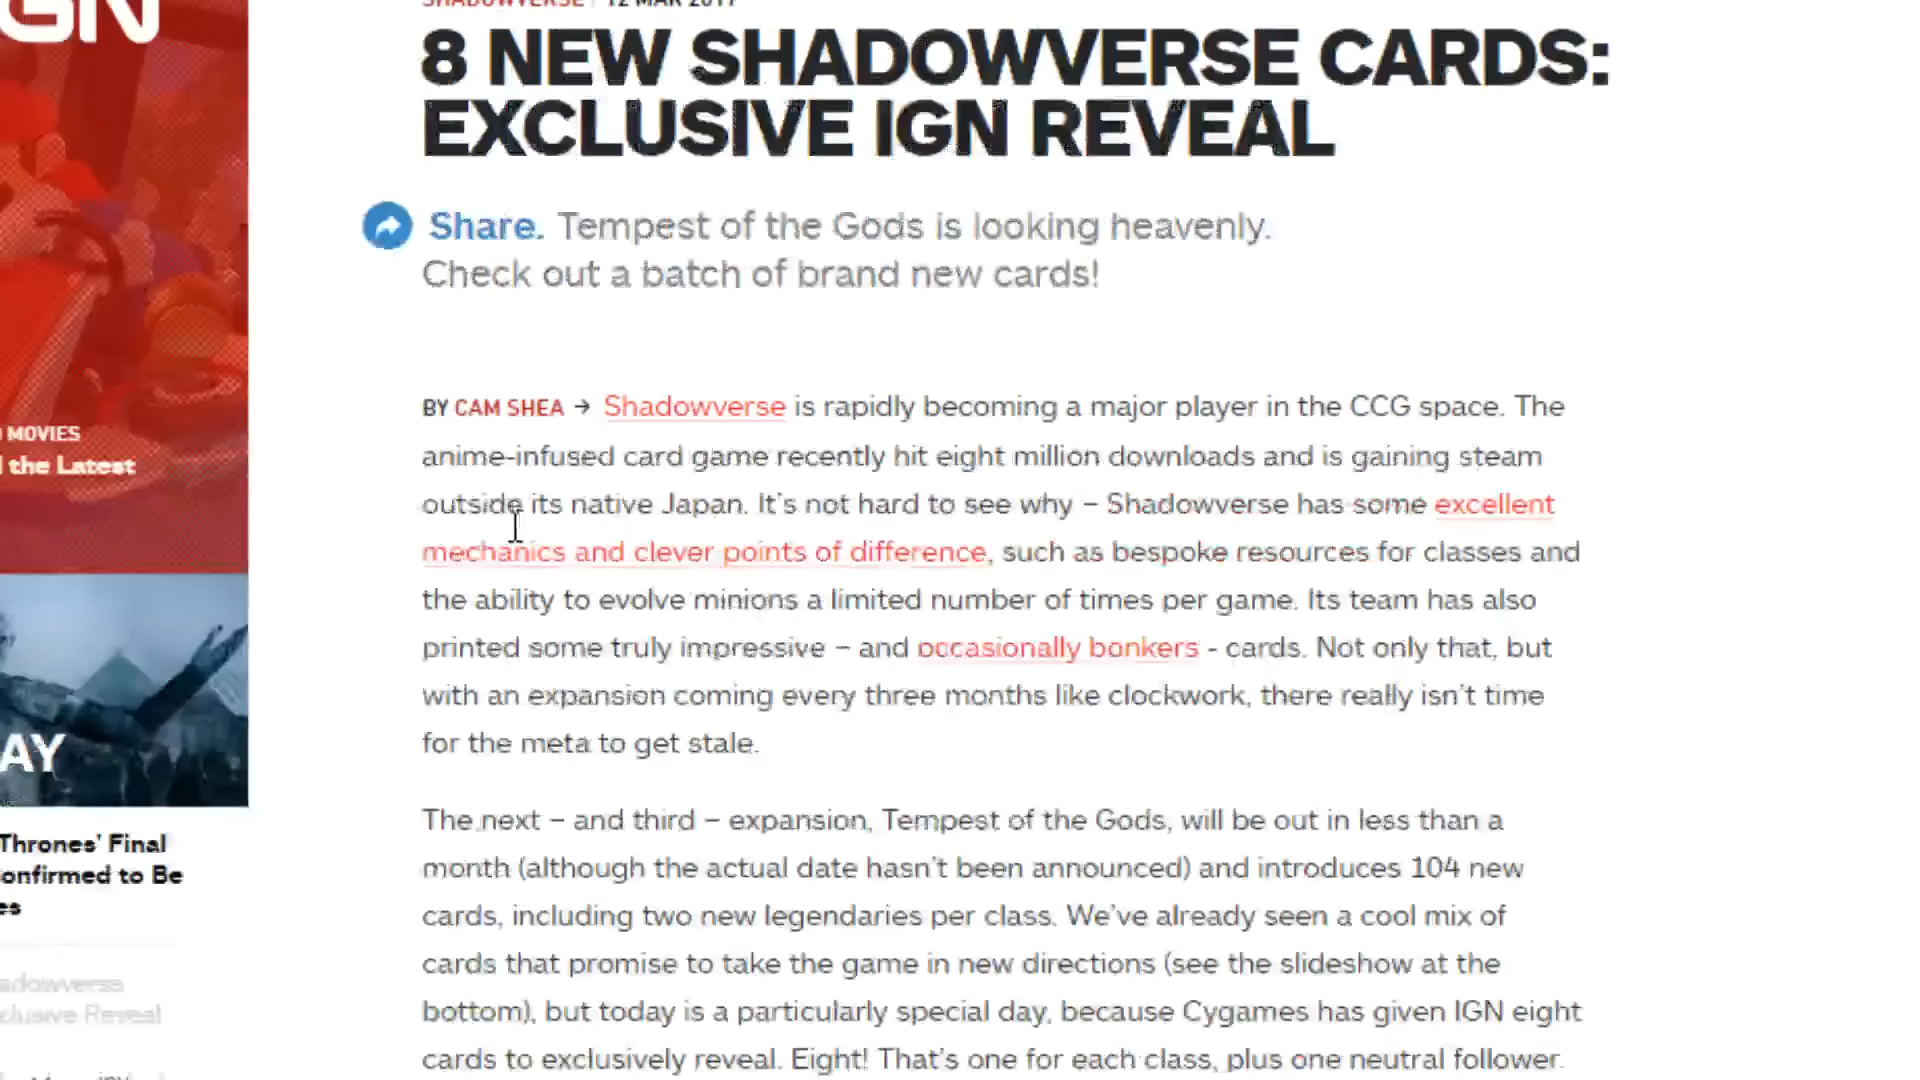 IGN
SHADOWVERSE | 12 MAR 2017
8 NEW SHADOWVERSE CARDS:
EXCLUSIVE IGN REVEAL
Share. Tempest of the Gods is looking heavenly.
Check out a batch of brand new cards!
BY CAM SHEA → Shadowverse is rapidly becoming a major player in the CCG space. The
anime-infused card game recently hit eight million downloads and is gaining steam
outside its native Japan. It's not hard to see why – Shadowverse has some excellent
mechanics and clever points of difference, such as bespoke resources for classes and
the ability to evolve minions a limited number of times per game. Its team has also
printed some truly impressive – and occasionally bonkers - cards. Not only that, but
with an expansion coming every three months like clockwork, there really isn't time
for the meta to get stale.
The next – and third – expansion, Tempest of the Gods, will be out in less than a
month (although the actual date hasn't been announced) and introduces 104 new
cards, including two new legendaries per class. We've already seen a cool mix of
cards that promise to take the game in new directions (see the slideshow at the
bottom), but today is a particularly special day, because Cygames has given IGN eight
cards to exclusively reveal. Eight! That's one for each class, plus one neutral follower.
MOVIES
the Latest
AY
Thrones' Final
onfirmed to Be
es
adowverse
clusive Reveal